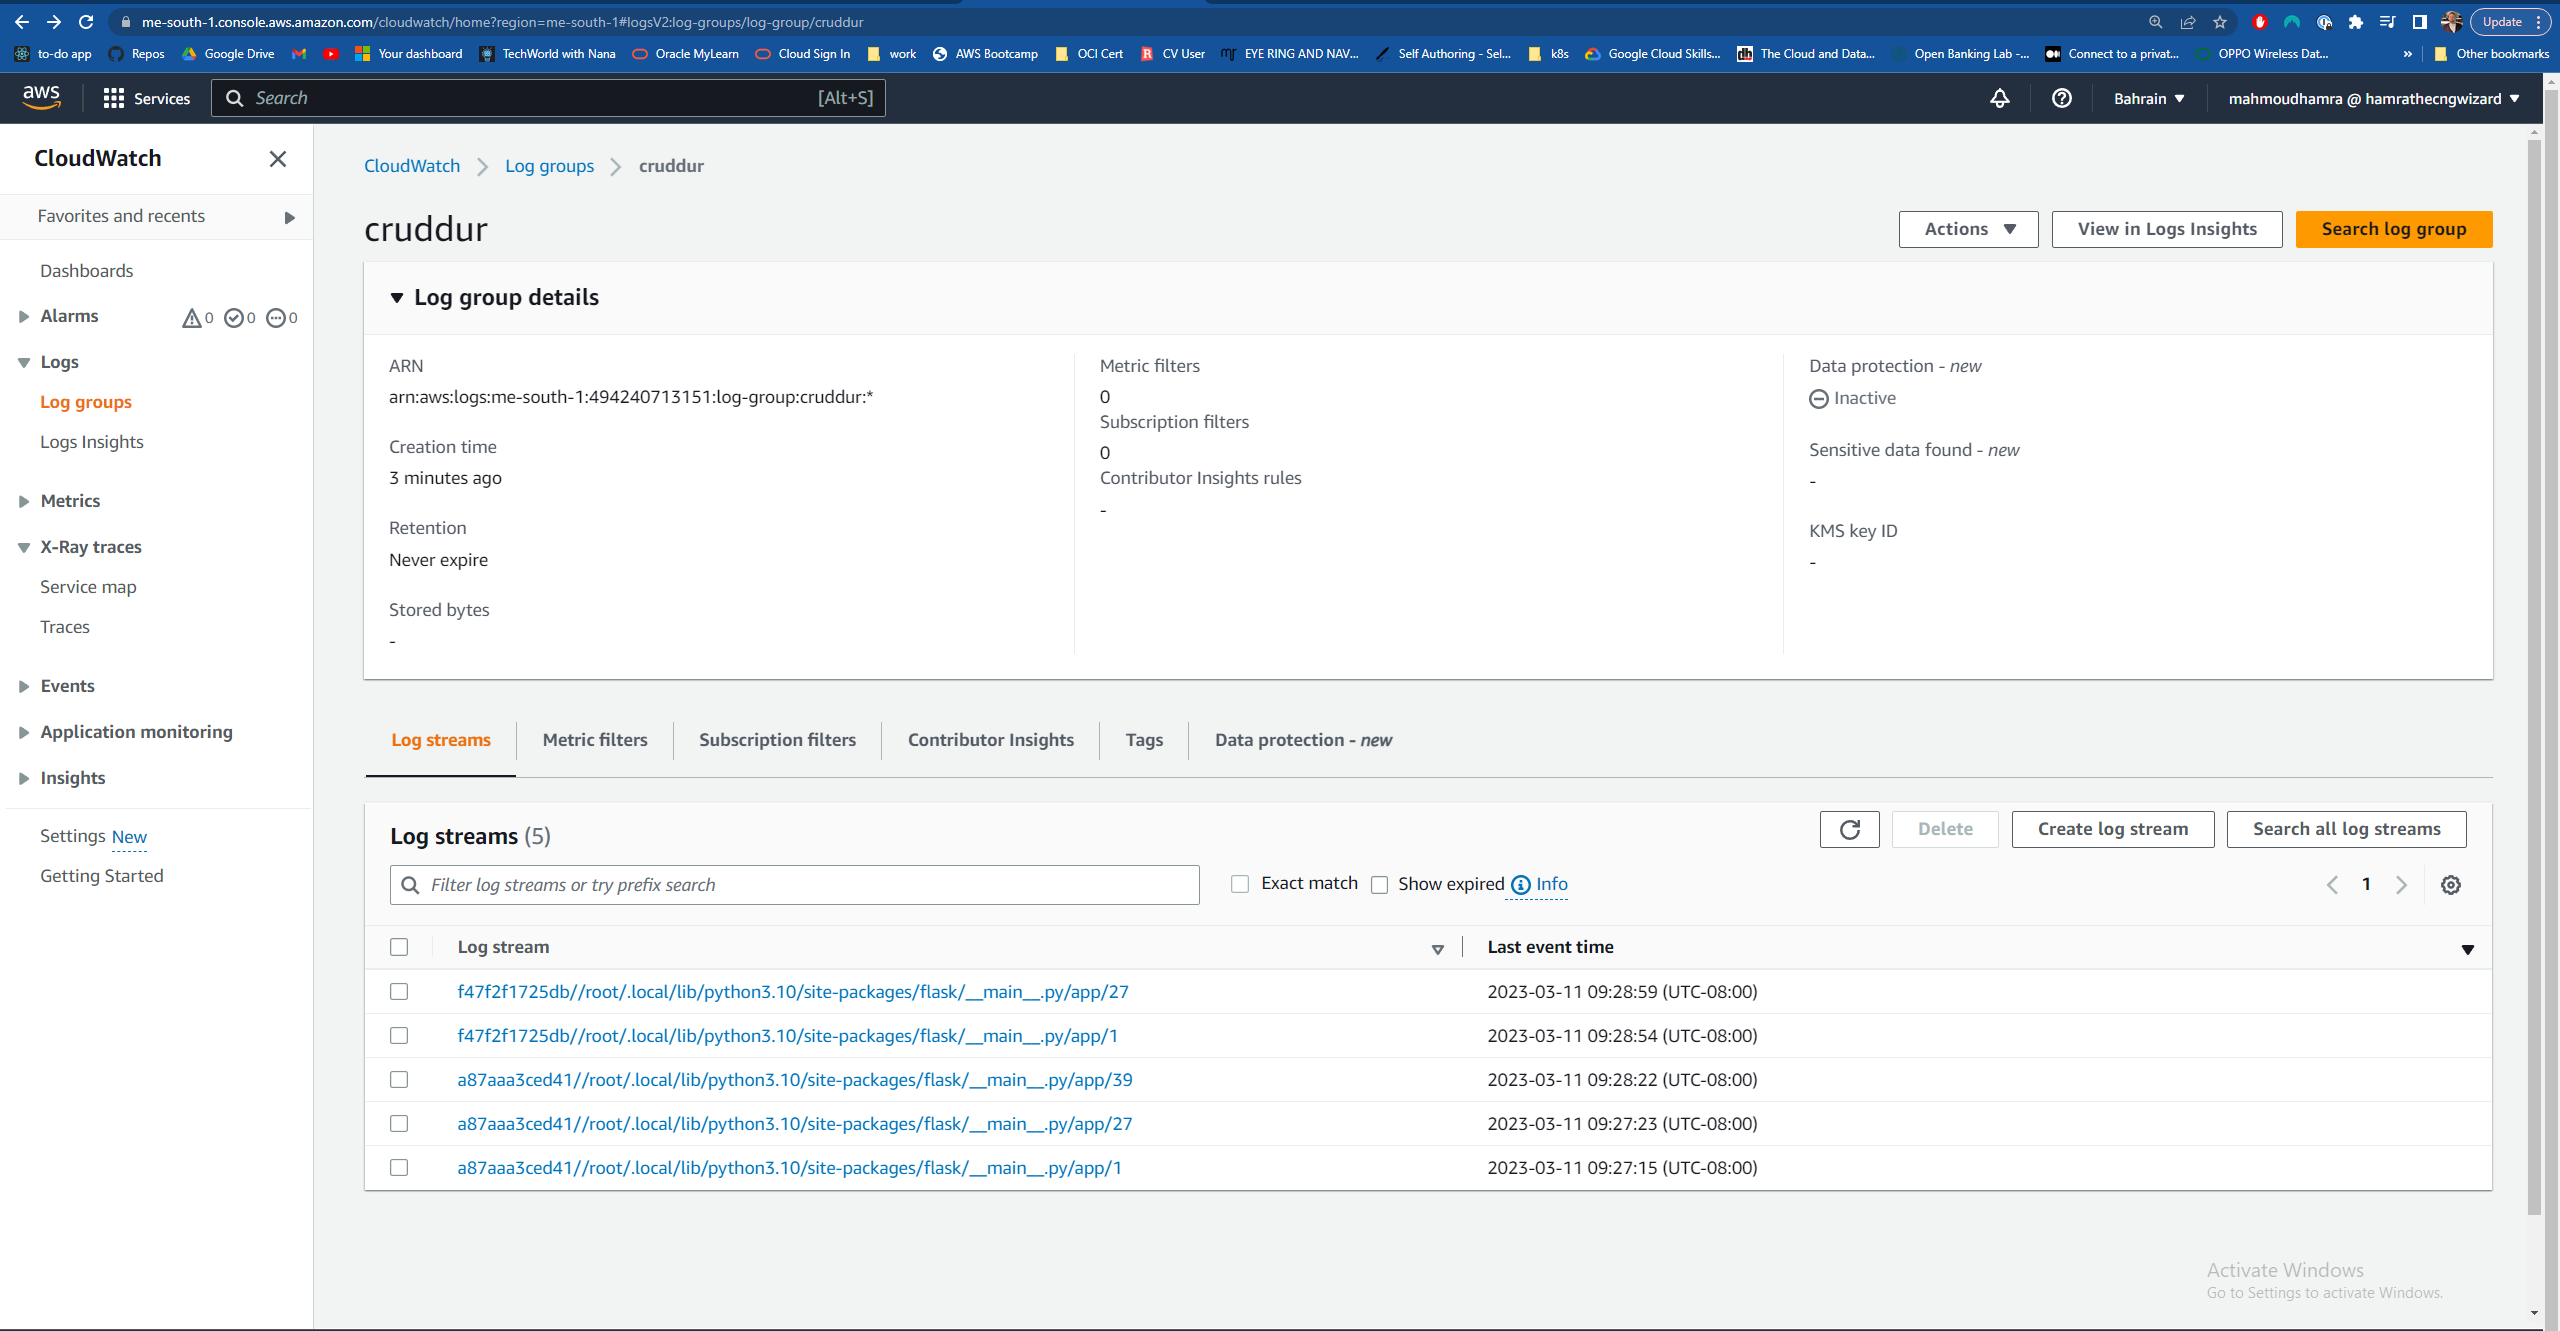 me-south-1.console.aws.amazon.com/cloudwatch/home?region=me-south-1#logsV2:log-groups/log-group/cruddur
Update
to-do app Repos Google Drive Your dashboard TechWorld with Nana Oracle MyLearn Cloud Sign In work AWS Bootcamp OCI Cert CV User EYE RING AND NAV... Self Authoring - Sel... k8s Google Cloud Skills... The Cloud and Data... Open Banking Lab -... Connect to a privat... OPPO Wireless Dat... » Other bookmarks
aws Services Search [Alt+S] Bahrain mahmoudhamra @ hamrathecngwizard
CloudWatch
Favorites and recents
Dashboards
Alarms 0 0 0
Logs
Log groups
Logs Insights
Metrics
X-Ray traces
Service map
Traces
Events
Application monitoring
Insights
Settings New
Getting Started
CloudWatch Log groups cruddur
cruddur
Actions View in Logs Insights Search log group
Log group details
ARN
arn:aws:logs:me-south-1:494240713151:log-group:cruddur:*
Creation time
3 minutes ago
Retention
Never expire
Stored bytes
-
Metric filters
0
Subscription filters
0
Contributor Insights rules
-
Data protection - new
Inactive
Sensitive data found - new
-
KMS key ID
-
Log streams Metric filters Subscription filters Contributor Insights Tags Data protection - new
Log streams (5)
Delete Create log stream Search all log streams
Filter log streams or try prefix search Exact match Show expired Info 1
Log stream Last event time
f47f2f1725db//root/.local/lib/python3.10/site-packages/flask/__main__.py/app/27 2023-03-11 09:28:59 (UTC-08:00)
f47f2f1725db//root/.local/lib/python3.10/site-packages/flask/__main__.py/app/1 2023-03-11 09:28:54 (UTC-08:00)
a87aaa3ced41//root/.local/lib/python3.10/site-packages/flask/__main__.py/app/39 2023-03-11 09:28:22 (UTC-08:00)
a87aaa3ced41//root/.local/lib/python3.10/site-packages/flask/__main__.py/app/27 2023-03-11 09:27:23 (UTC-08:00)
a87aaa3ced41//root/.local/lib/python3.10/site-packages/flask/__main__.py/app/1 2023-03-11 09:27:15 (UTC-08:00)
Activate Windows
Go to Settings to activate Windows.